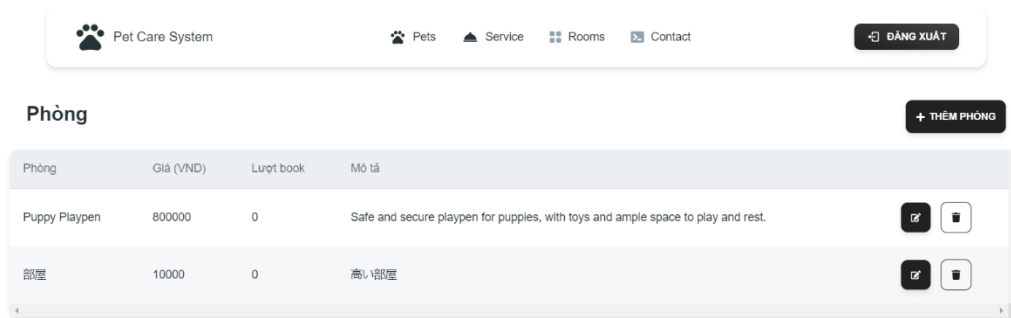 Pet Care System Pets Service Rooms Contact ĐĂNG XUẤT
Phòng + THÊM PHÒNG
Phòng Giá (VND) Lượt book Mô tả
Puppy Playpen 800000 0 Safe and secure playpen for puppies, with toys and ample space to play and rest.
部屋 10000 0 高い部屋